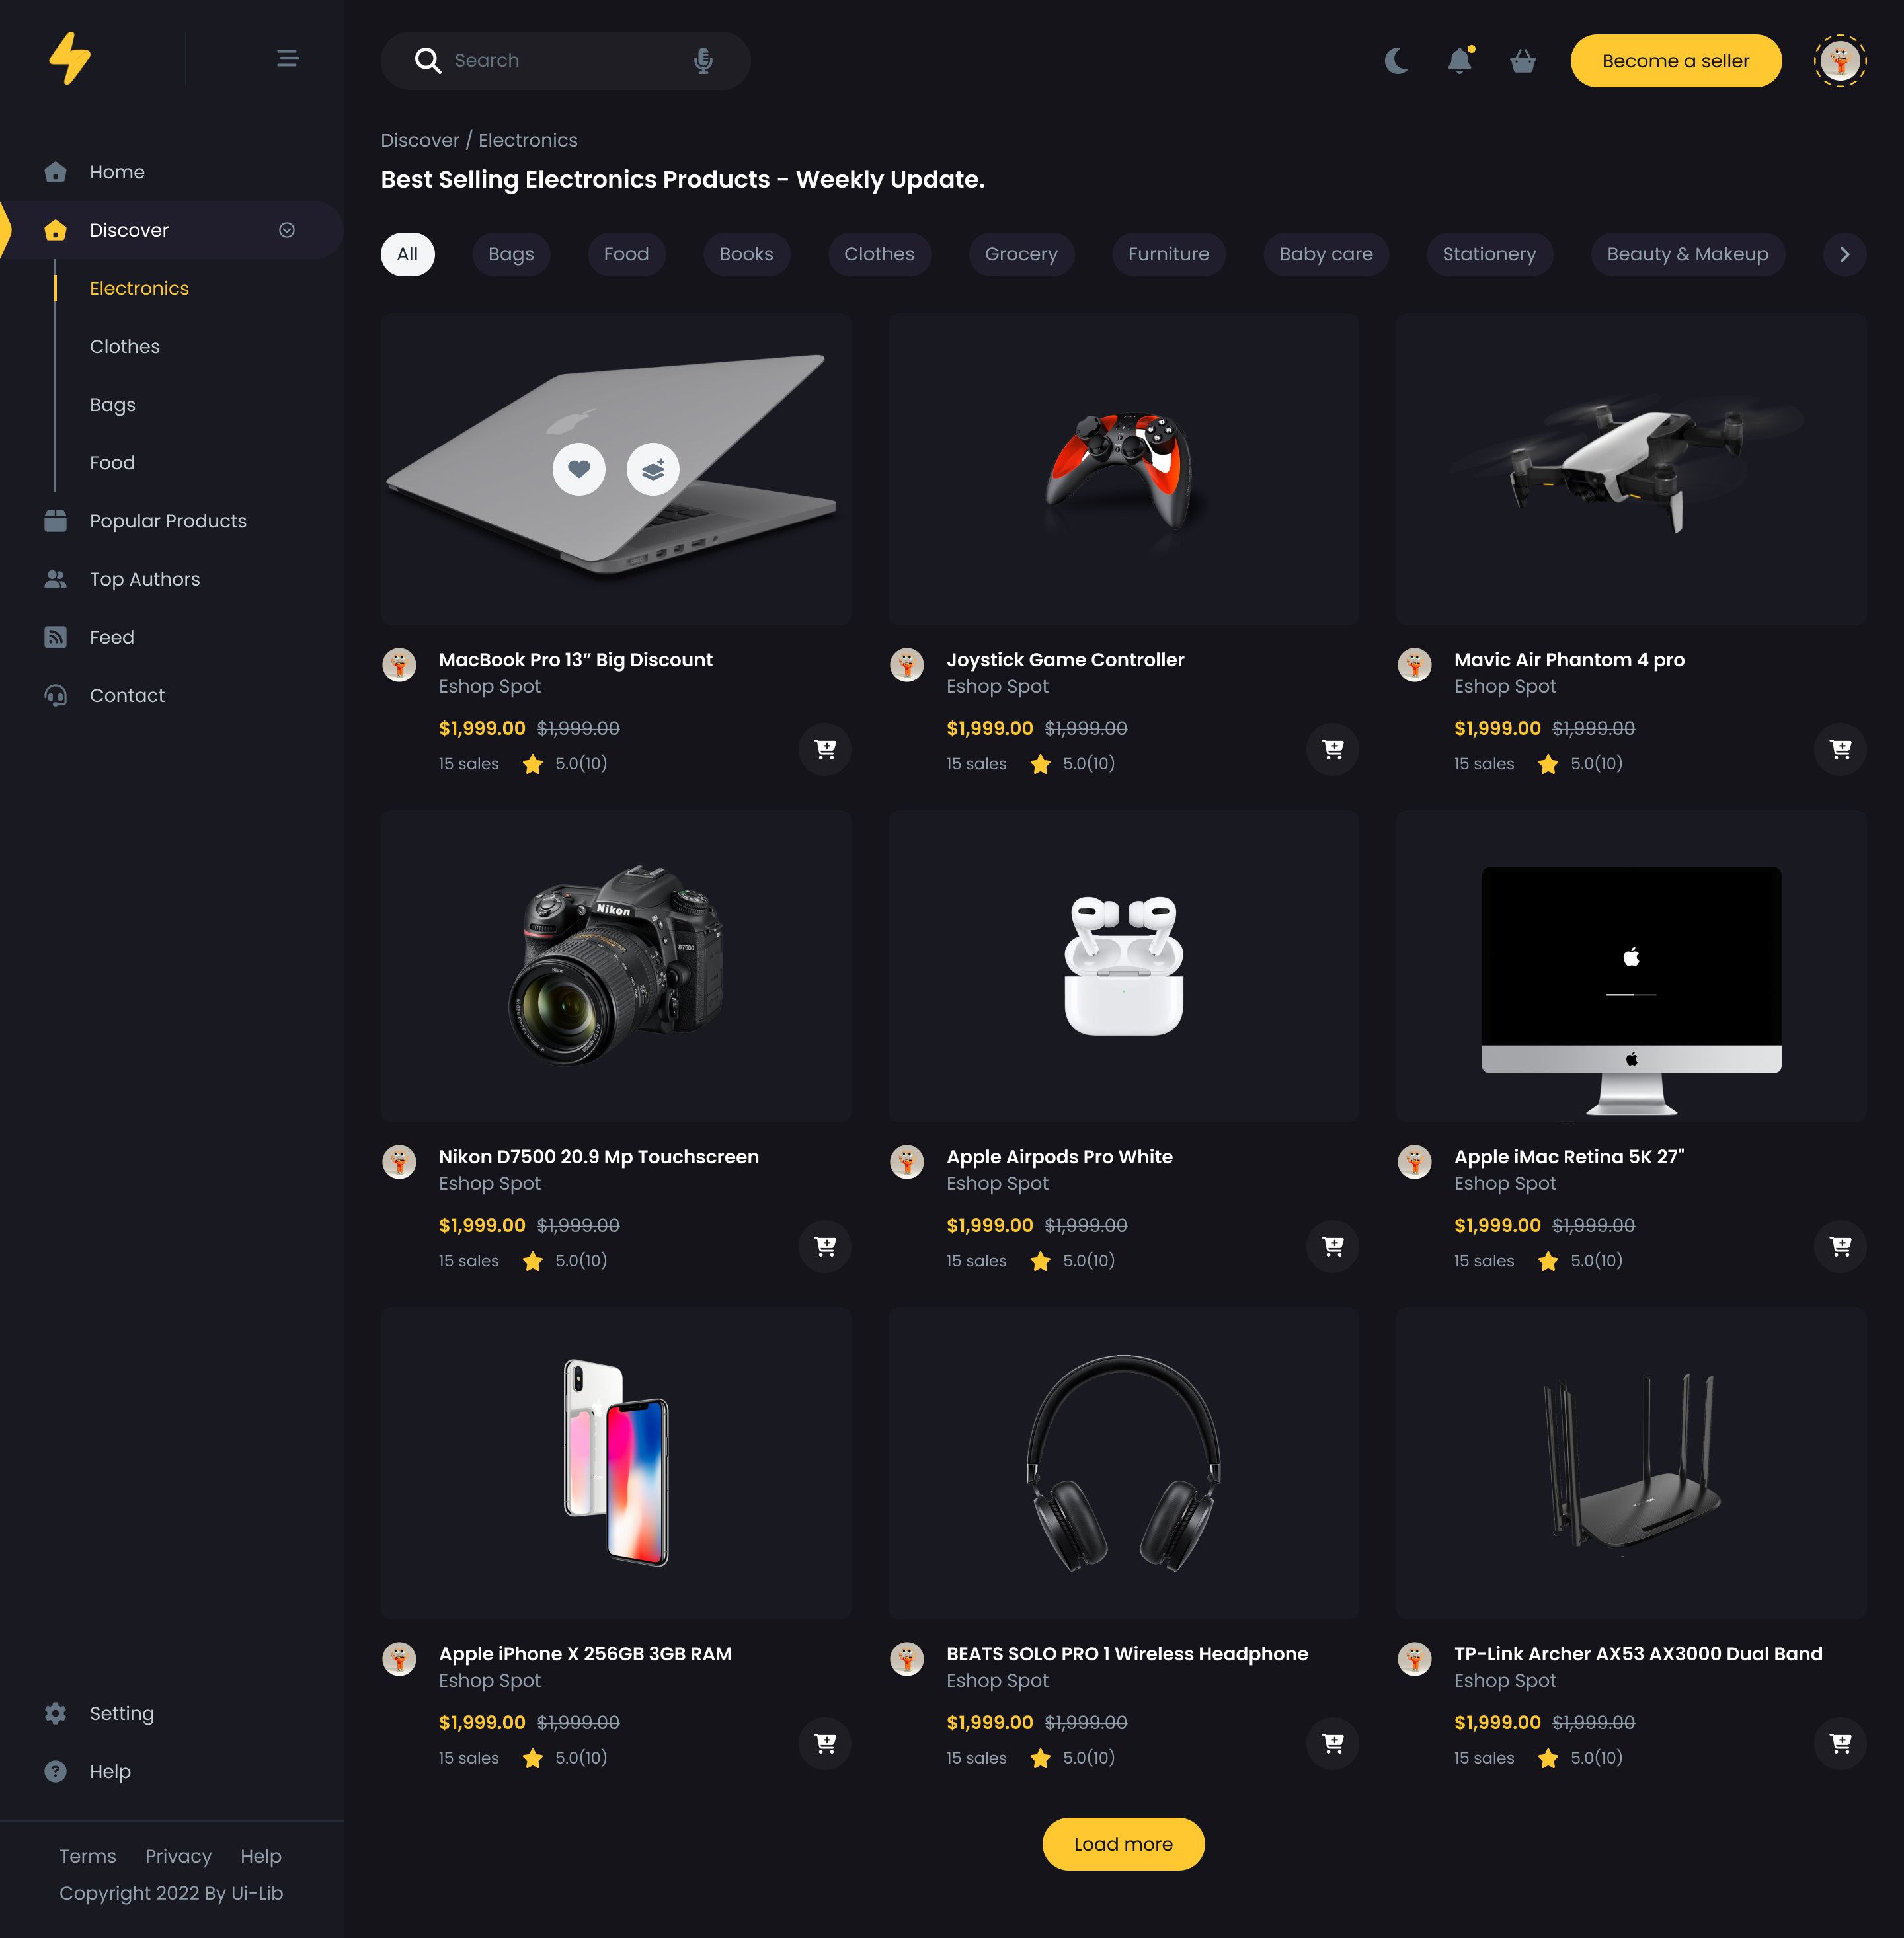 Search
Become a seller
Home
Discover
Electronics
Clothes
Bags
Food
Popular Products
Top Authors
Feed
Contact
Setting
Help
Terms Privacy Help
Copyright 2022 By Ui-Lib
Discover / Electronics
Best Selling Electronics Products - Weekly Update.
All Bags Food Books Clothes Grocery Furniture Baby care Stationery Beauty & Makeup
MacBook Pro 13” Big Discount
Eshop Spot
$1,999.00 $1,999.00
15 sales 5.0(10)
Joystick Game Controller
Eshop Spot
$1,999.00 $1,999.00
15 sales 5.0(10)
Mavic Air Phantom 4 pro
Eshop Spot
$1,999.00 $1,999.00
15 sales 5.0(10)
Nikon
D7500
Nikon D7500 20.9 Mp Touchscreen
Eshop Spot
$1,999.00 $1,999.00
15 sales 5.0(10)
Apple Airpods Pro White
Eshop Spot
$1,999.00 $1,999.00
15 sales 5.0(10)
Apple iMac Retina 5K 27"
Eshop Spot
$1,999.00 $1,999.00
15 sales 5.0(10)
Apple iPhone X 256GB 3GB RAM
Eshop Spot
$1,999.00 $1,999.00
15 sales 5.0(10)
BEATS SOLO PRO 1 Wireless Headphone
Eshop Spot
$1,999.00 $1,999.00
15 sales 5.0(10)
TP-Link Archer AX53 AX3000 Dual Band
Eshop Spot
$1,999.00 $1,999.00
15 sales 5.0(10)
Load more